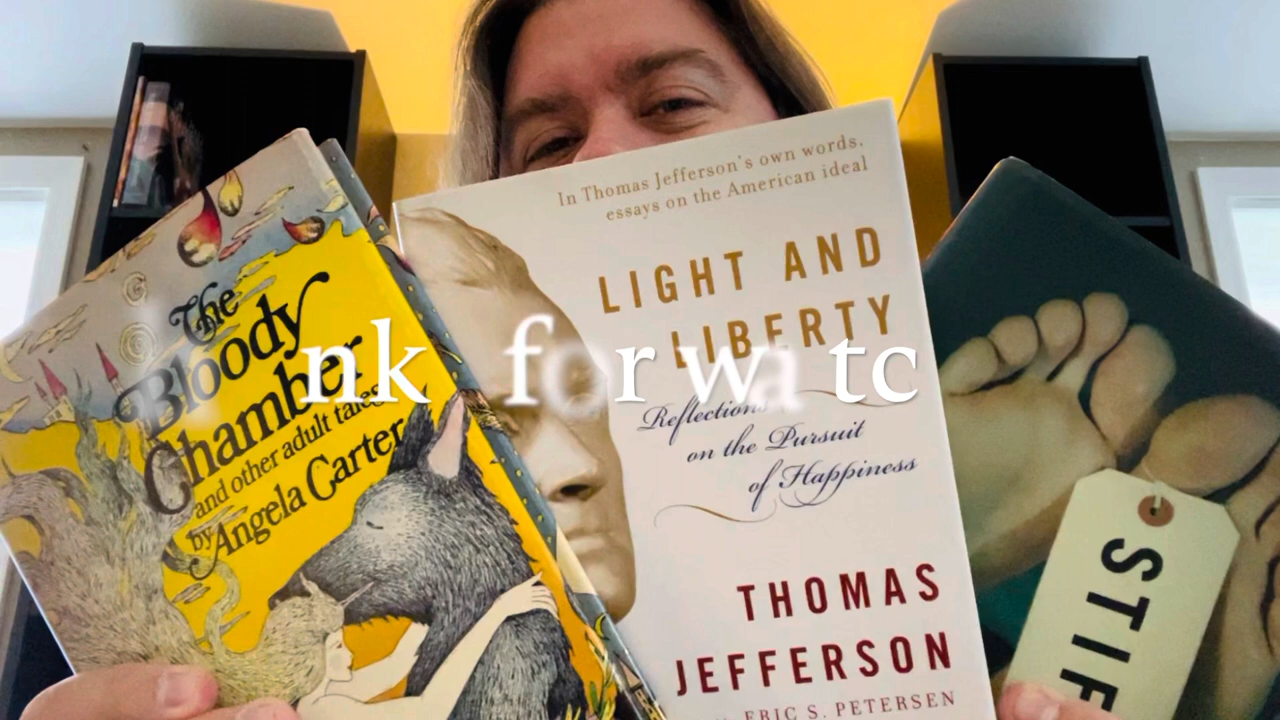 The
Bloody
Chamber
and other adult tales
by Angela Carter
In Thomas Jefferson's own words,
essays on the American ideal
LIGHT AND
LIBERTY
Reflections
on the Pursuit
of Happiness
THOMAS
JEFFERSON
ERIC S. PETERSEN
STIF
nk for wa tc